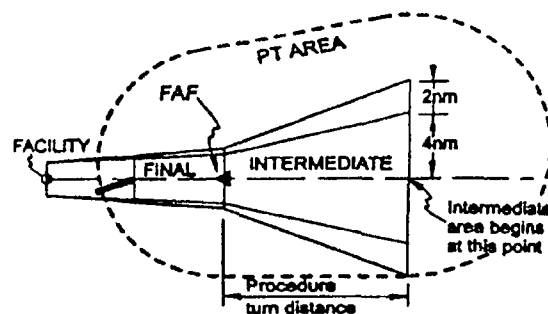 PT AREA
2nm
FAF
FACILITY
FINAL
INTERMEDIATE
4nm
Intermediate
area begins
at this point
Procedure
turn distance